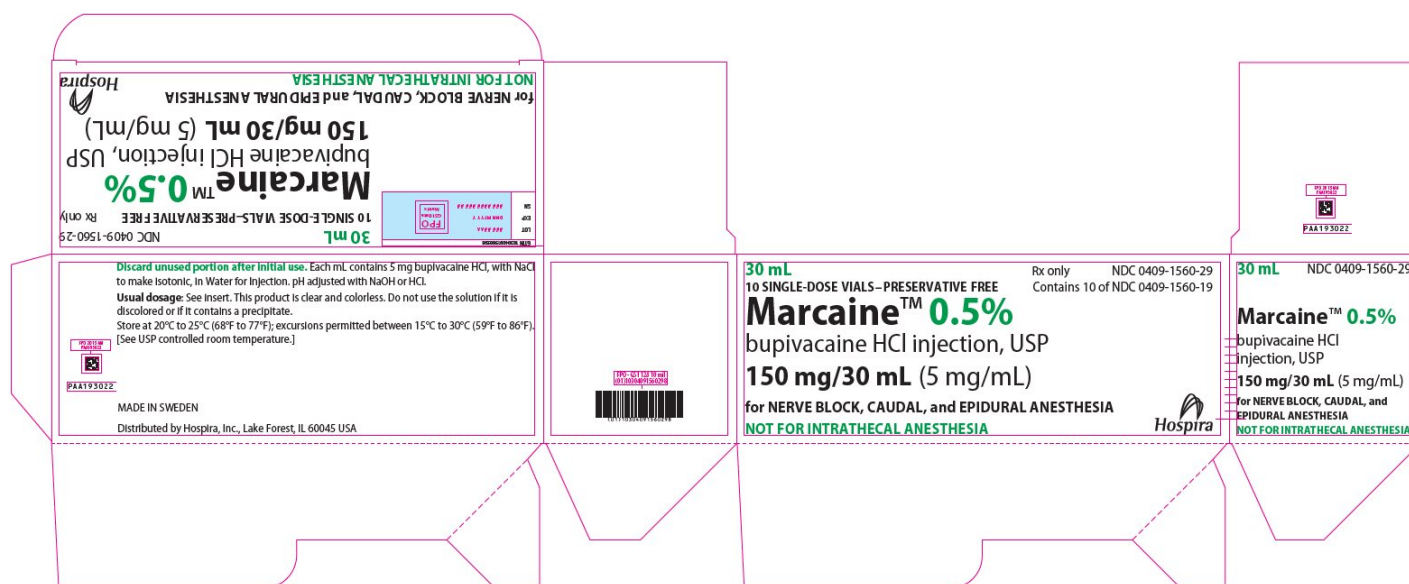 NDC 0409-1560-29
30 mL
10 SINGLE-DOSE VIALS–PRESERVATIVE FREE
Rx only
Marcaine™ 0.5%
bupivacaine HCl injection, USP
150 mg/30 mL (5 mg/mL)
for NERVE BLOCK, CAUDAL, and EPIDURAL ANESTHESIA
NOT FOR INTRATHECAL ANESTHESIA
Hospira
LOT
EXP
SN
FPO
Discard unused portion after initial use. Each mL contains 5 mg bupivacaine HCl, with NaCl
to make isotonic, in Water for Injection. pH adjusted with NaOH or HCl.
Usual dosage: See insert. This product is clear and colorless. Do not use the solution if it is
discolored or if it contains a precipitate.
Store at 20°C to 25°C (68°F to 77°F); excursions permitted between 15°C to 30°C (59°F to 86°F).
[See USP controlled room temperature.]
PAA193022
MADE IN SWEDEN
Distributed by Hospira, Inc., Lake Forest, IL 60045 USA
(01)10304091560298
30 mL
Rx only NDC 0409-1560-29
10 SINGLE-DOSE VIALS–PRESERVATIVE FREE
Contains 10 of NDC 0409-1560-19
Marcaine™ 0.5%
bupivacaine HCl injection, USP
150 mg/30 mL (5 mg/mL)
for NERVE BLOCK, CAUDAL, and EPIDURAL ANESTHESIA
NOT FOR INTRATHECAL ANESTHESIA
Hospira
PAA193022
30 mL NDC 0409-1560-29
Marcaine™ 0.5%
bupivacaine HCl
injection, USP
150 mg/30 mL (5 mg/mL)
for NERVE BLOCK, CAUDAL, and
EPIDURAL ANESTHESIA
NOT FOR INTRATHECAL ANESTHESIA